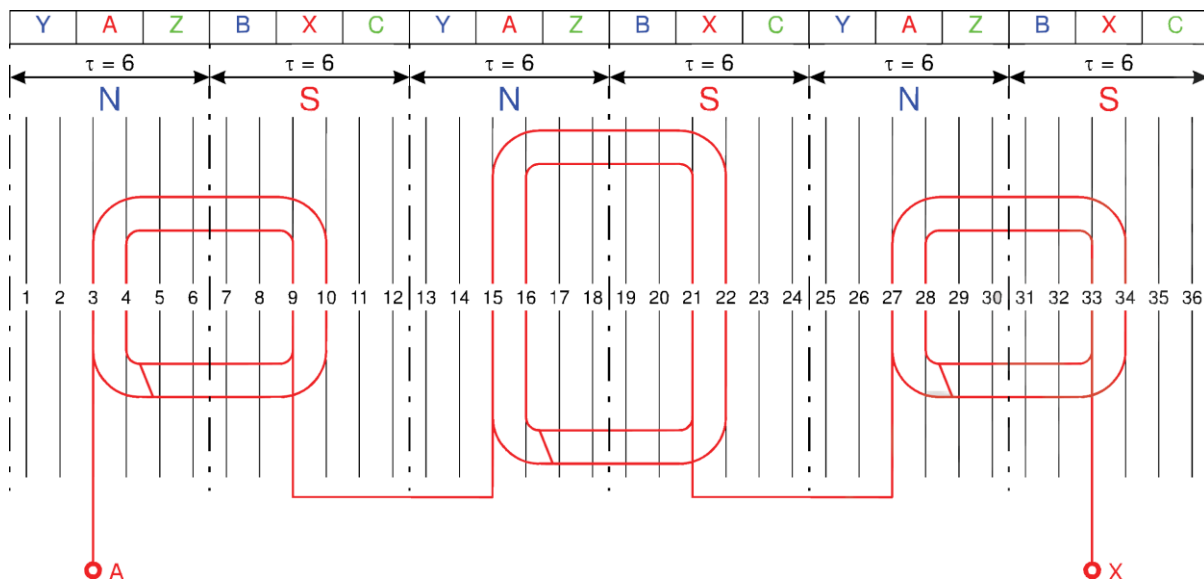 Y A Z B X C Y A Z B X C Y A Z B X C
τ = 6 τ = 6 τ = 6 τ = 6 τ = 6 τ = 6
N S N S N S
1 2 3 4 5 6 7 8 9 10 11 12 13 14 15 16 17 18 19 20 21 22 23 24 25 26 27 28 29 30 31 32 33 34 35 36
A X